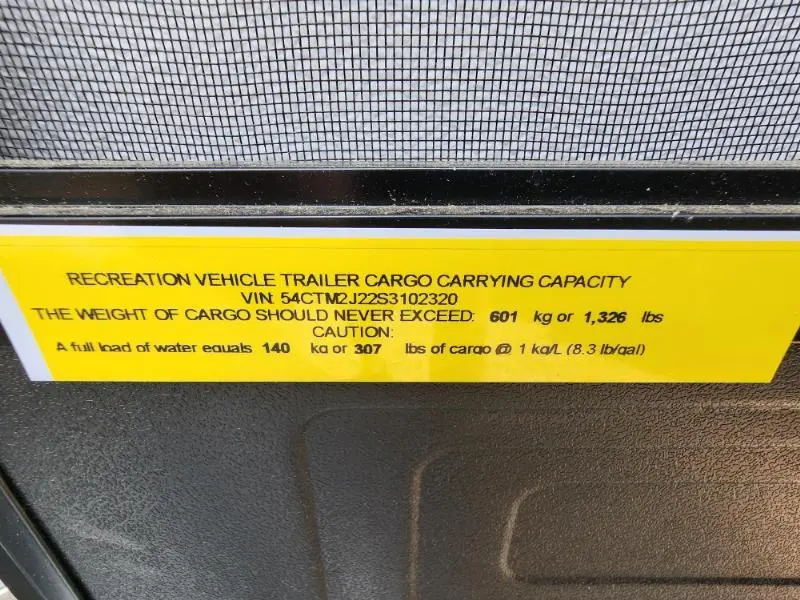 RECREATION VEHICLE TRAILER CARGO CARRYING CAPACITY
VIN: 54CTM2J22S3102320
THE WEIGHT OF CARGO SHOULD NEVER EXCEED: 601 kg or 1,326 lbs
CAUTION:
A full load of water equals 140 kg or 307 lbs of cargo @ 1 kg/L (8.3 lb/gal)